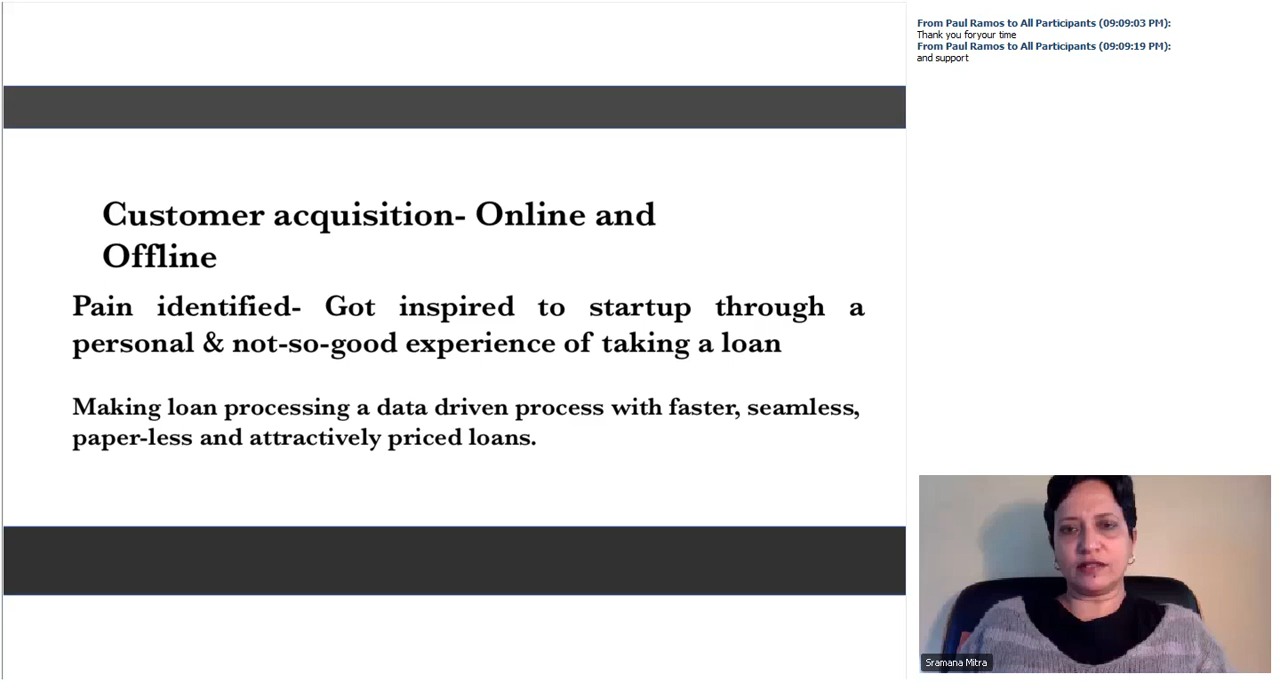 Customer acquisition- Online and
Offline
Pain identified- Got inspired to startup through a
personal & not-so-good experience of taking a loan
Making loan processing a data driven process with faster, seamless,
paper-less and attractively priced loans.
From Paul Ramos to All Participants (09:09:03 PM):
Thank you foryour time
From Paul Ramos to All Participants (09:09:19 PM):
and support
Sramana Mitra